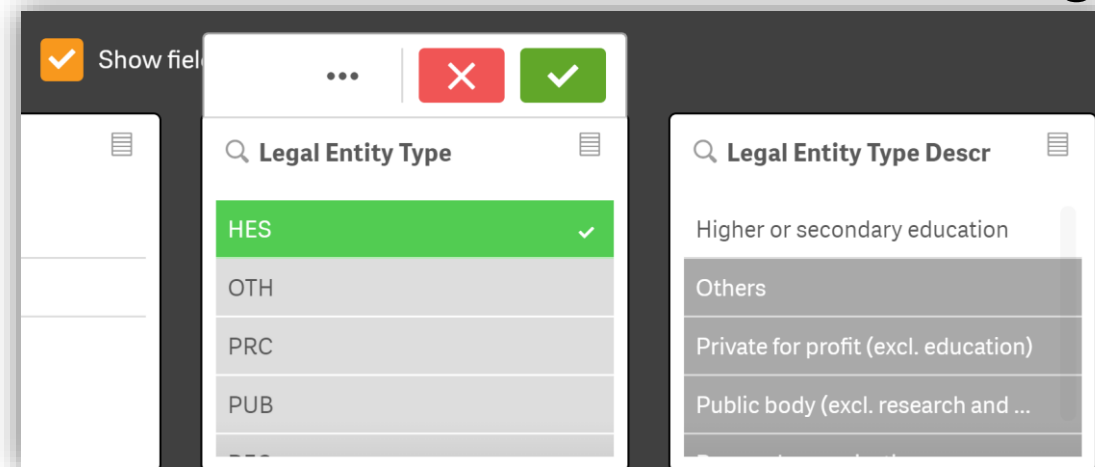 Show fiel
Legal Entity Type
HES
OTH
PRC
PUB
Legal Entity Type Descr
Higher or secondary education
Others
Private for profit (excl. education)
Public body (excl. research and ...